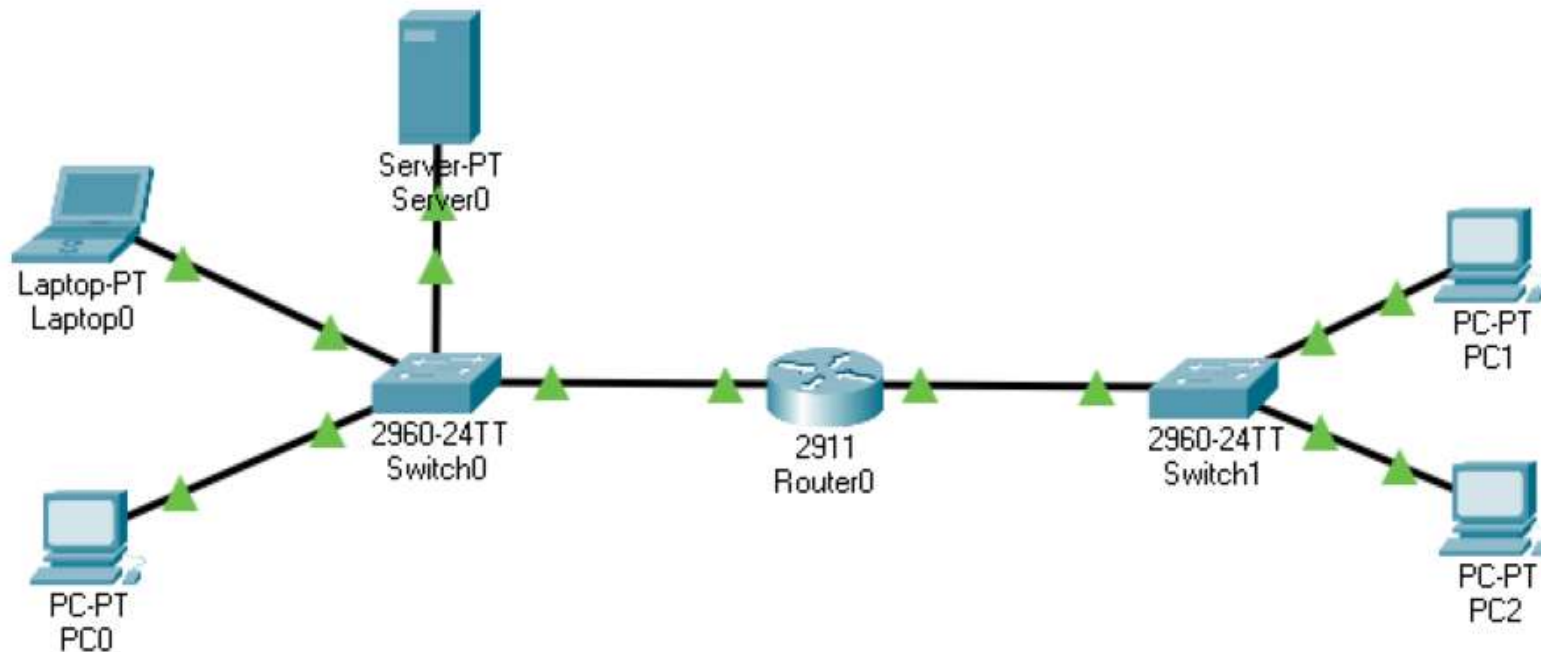 Server-PT
Server0
Laptop-PT
Laptop0
2960-24TT
Switch0
PC-PT
PC0
2911
Router0
2960-24TT
Switch1
PC-PT
PC1
PC-PT
PC2